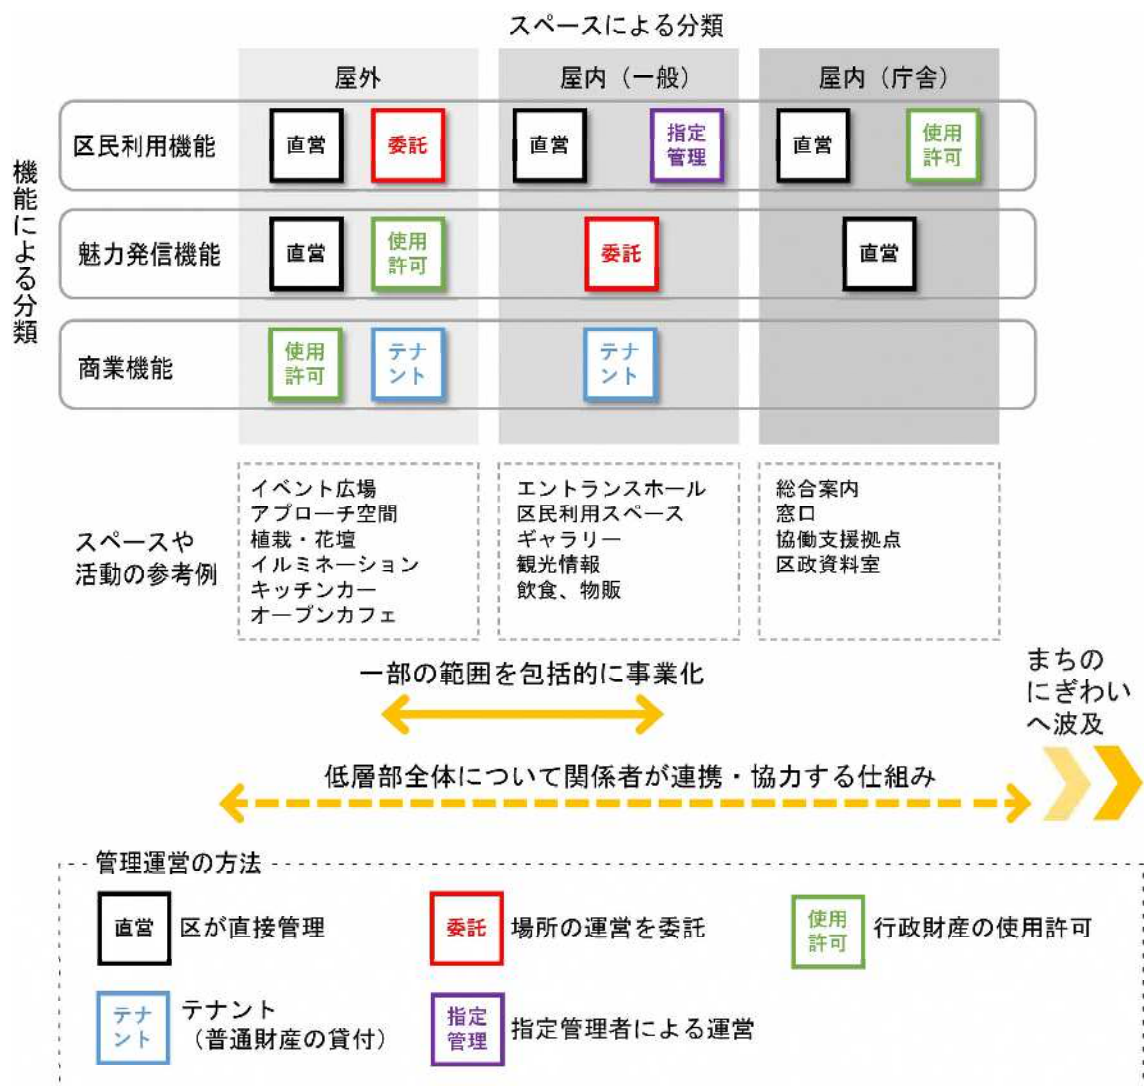 スペースによる分類
屋外
屋内（一般）
屋内（庁舎）
機能による分類
区民利用機能
直営
委託
直営
指定
管理
直営
使用
許可
魅力発信機能
直営
使用
許可
委託
直営
商業機能
使用
許可
テナ
ント
テナ
ント
スペースや
活動の参考例
イベント広場
アプローチ空間
植栽・花壇
イルミネーション
キッチンカー
オープンカフェ
エントランスホール
区民利用スペース
ギャラリー
観光情報
飲食、物販
総合案内
窓口
協働支援拠点
区政資料室
一部の範囲を包括的に事業化
まちの
にぎわい
へ波及
低層部全体について関係者が連携・協力する仕組み
管理運営の方法
直営
区が直接管理
委託
場所の運営を委託
使用
許可
行政財産の使用許可
テナ
ント
テナント
（普通財産の貸付）
指定
管理
指定管理者による運営